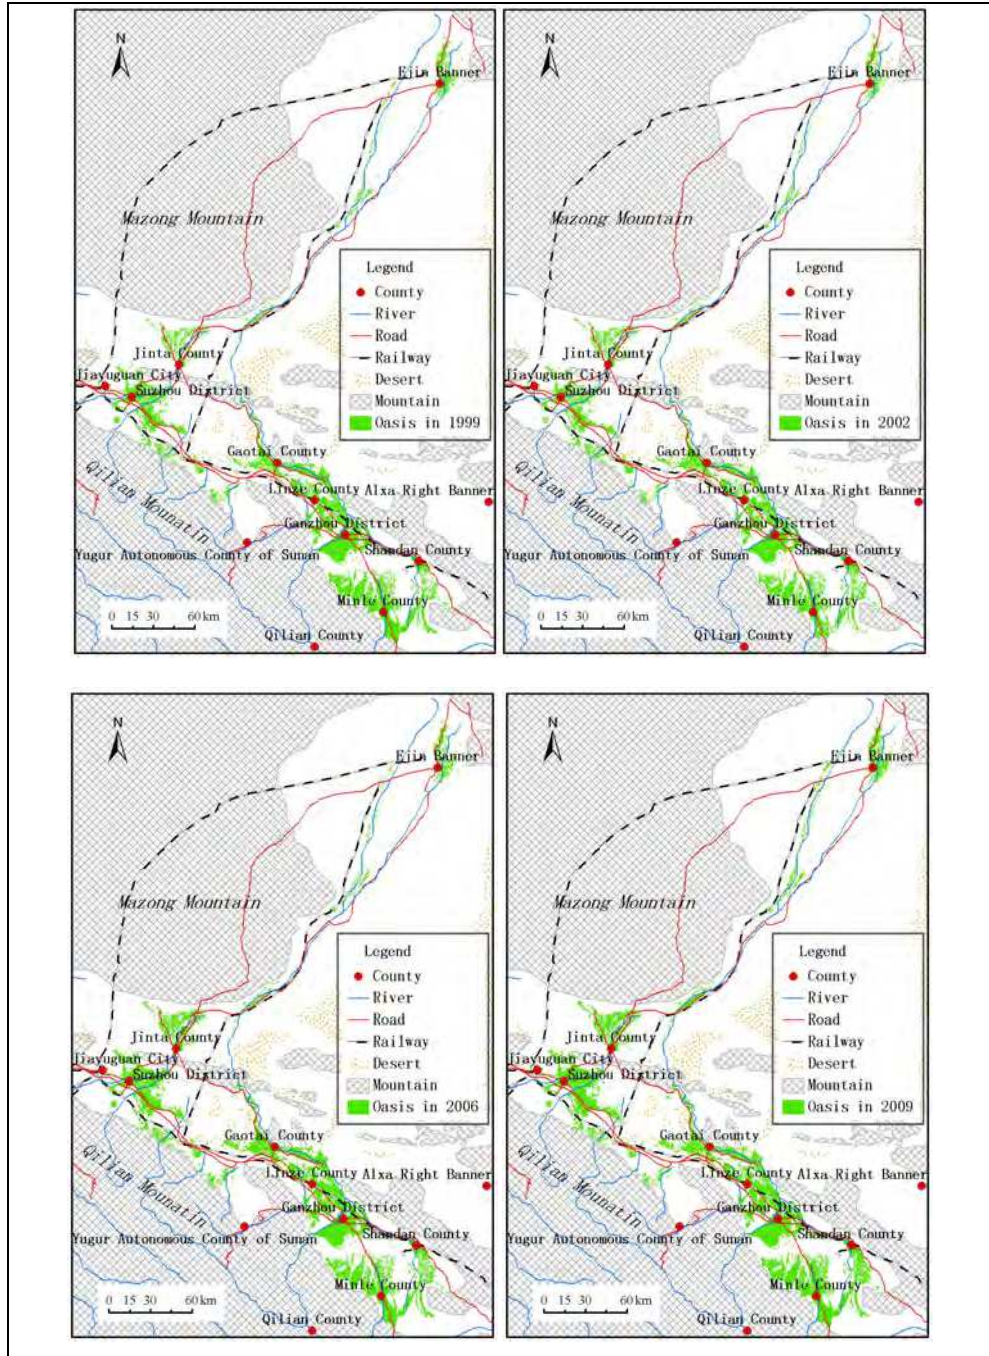 N
Ejin Banner
Mazong Mountain
Legend
County
River
Road
Railway
Desert
Mountain
Oasis in 1999
Jinta County
Jiayuguan City
Suzhou District
Gaotai County
Qilian Mounatin
Linze County
Alxa Right Banner
Ganzhou District
Shandan County
Yugur Autonomous County of Sunan
Minle County
0 15 30 60 km
Qilian County
N
Ejin Banner
Mazong Mountain
Legend
County
River
Road
Railway
Desert
Mountain
Oasis in 2002
Jinta County
Jiayuguan City
Suzhou District
Gaotai County
Qilian Mounatin
Linze County
Alxa Right Banner
Ganzhou District
Shandan County
Yugur Autonomous County of Sunan
Minle County
0 15 30 60 km
Qilian County
N
Ejin Banner
Mazong Mountain
Legend
County
River
Road
Railway
Desert
Mountain
Oasis in 2006
Jinta County
Jiayuguan City
Suzhou District
Gaotai County
Qilian Mounatin
Linze County
Alxa Right Banner
Ganzhou District
Shandan County
Yugur Autonomous County of Sunan
Minle County
0 15 30 60 km
Qilian County
N
Ejin Banner
Mazong Mountain
Legend
County
River
Road
Railway
Desert
Mountain
Oasis in 2009
Jinta County
Jiayuguan City
Suzhou District
Gaotai County
Qilian Mounatin
Linze County
Alxa Right Banner
Ganzhou District
Shandan County
Yugur Autonomous County of Sunan
Minle County
0 15 30 60 km
Qilian County